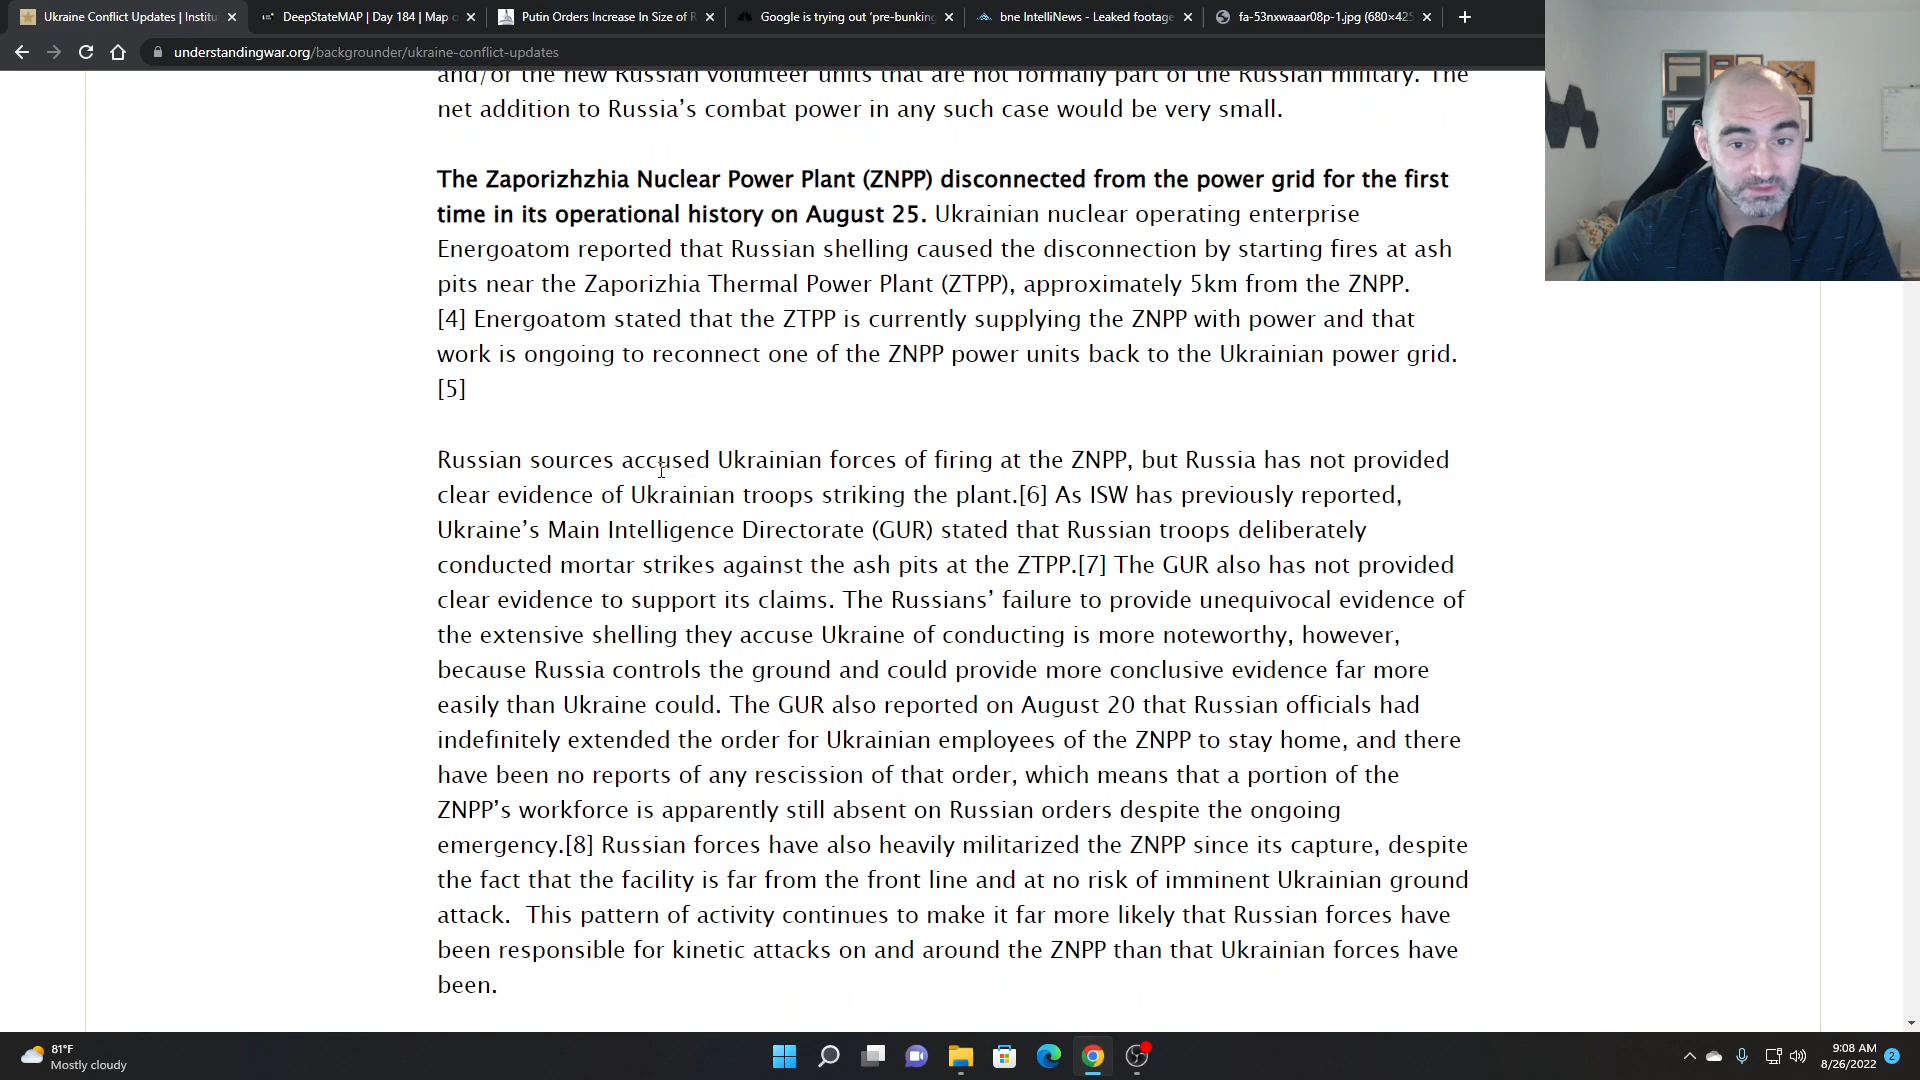 Ukraine Conflict Updates | Institu
DeepStateMAP | Day 184 | Map o
Putin Orders Increase In Size of R
Google is trying out ‘pre-bunking
bne IntelliNews - Leaked footage
fa-53nxwaaar08p-1.jpg (680×425
understandingwar.org/backgrounder/ukraine-conflict-updates
and/or the new Russian volunteer units that are not formally part of the Russian military. The
net addition to Russia’s combat power in any such case would be very small.
The Zaporizhzhia Nuclear Power Plant (ZNPP) disconnected from the power grid for the first
time in its operational history on August 25. Ukrainian nuclear operating enterprise
Energoatom reported that Russian shelling caused the disconnection by starting fires at ash
pits near the Zaporizhia Thermal Power Plant (ZTPP), approximately 5km from the ZNPP.
[4] Energoatom stated that the ZTPP is currently supplying the ZNPP with power and that
work is ongoing to reconnect one of the ZNPP power units back to the Ukrainian power grid.
[5]
Russian sources accused Ukrainian forces of firing at the ZNPP, but Russia has not provided
clear evidence of Ukrainian troops striking the plant.[6] As ISW has previously reported,
Ukraine’s Main Intelligence Directorate (GUR) stated that Russian troops deliberately
conducted mortar strikes against the ash pits at the ZTPP.[7] The GUR also has not provided
clear evidence to support its claims. The Russians’ failure to provide unequivocal evidence of
the extensive shelling they accuse Ukraine of conducting is more noteworthy, however,
because Russia controls the ground and could provide more conclusive evidence far more
easily than Ukraine could. The GUR also reported on August 20 that Russian officials had
indefinitely extended the order for Ukrainian employees of the ZNPP to stay home, and there
have been no reports of any rescission of that order, which means that a portion of the
ZNPP’s workforce is apparently still absent on Russian orders despite the ongoing
emergency.[8] Russian forces have also heavily militarized the ZNPP since its capture, despite
the fact that the facility is far from the front line and at no risk of imminent Ukrainian ground
attack.  This pattern of activity continues to make it far more likely that Russian forces have
been responsible for kinetic attacks on and around the ZNPP than that Ukrainian forces have
been.
81°F
Mostly cloudy
9:08 AM
8/26/2022
2